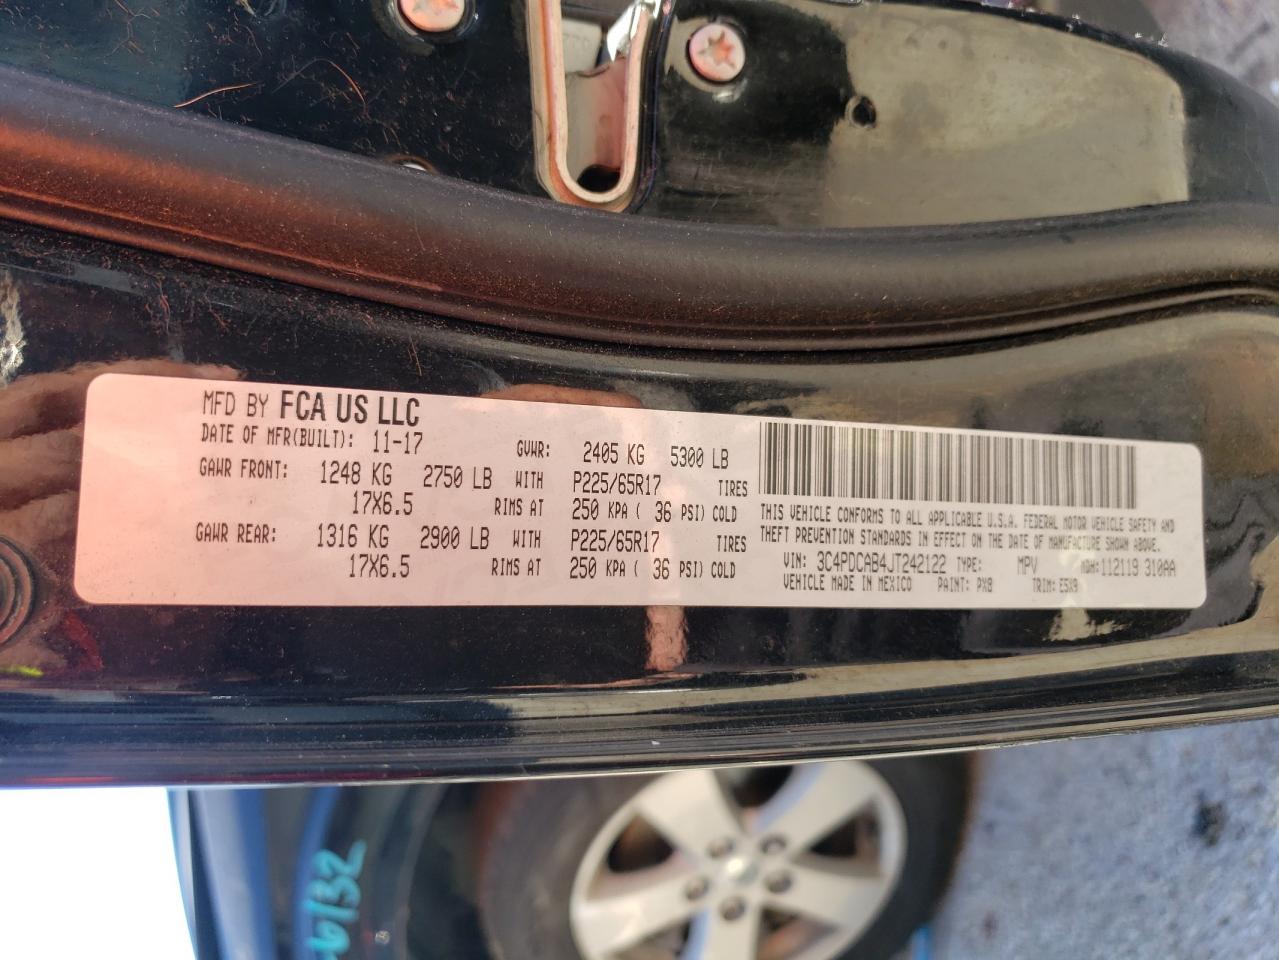 MFD BY FCA US LLC
DATE OF MFR(BUILT): 11-17 GVWR: 2405 KG 5300 LB
GAWR FRONT: 1248 KG 2750 LB WITH P225/65R17 TIRES
17X6.5 RIMS AT 250 KPA ( 36 PSI) COLD
GAWR REAR: 1316 KG 2900 LB WITH P225/65R17 TIRES
17X6.5 RIMS AT 250 KPA ( 36 PSI) COLD
THIS VEHICLE CONFORMS TO ALL APPLICABLE U.S.A. FEDERAL MOTOR VEHICLE SAFETY AND
THEFT PREVENTION STANDARDS IN EFFECT ON THE DATE OF MANUFACTURE SHOWN ABOVE.
VIN: 3C4PDCAB4JT242122 TYPE: MPV MDH:112119 310AA
VEHICLE MADE IN MEXICO PAINT: PX8 TRIM: E5X9